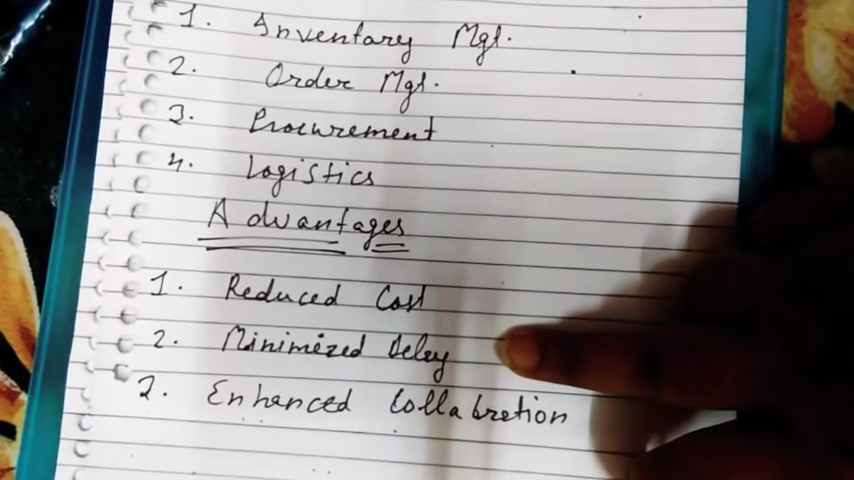 1. Inventory Mgt.
2. Order Mgt.
3. Procurement
4. Logistics
Advantages
1. Reduced Cost
2. Minimized Delay
2. Enhanced Collabretion